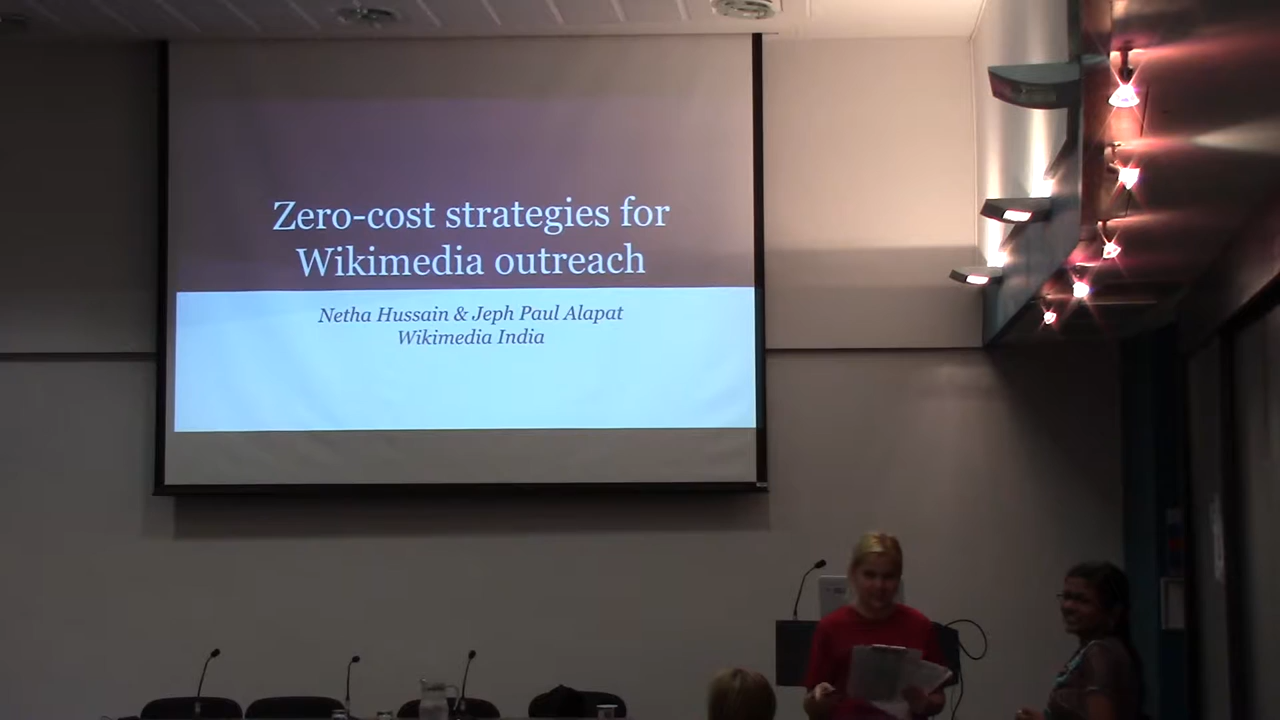 Zero-cost strategies for
Wikimedia outreach
Netha Hussain & Jeph Paul Alapat
Wikimedia India